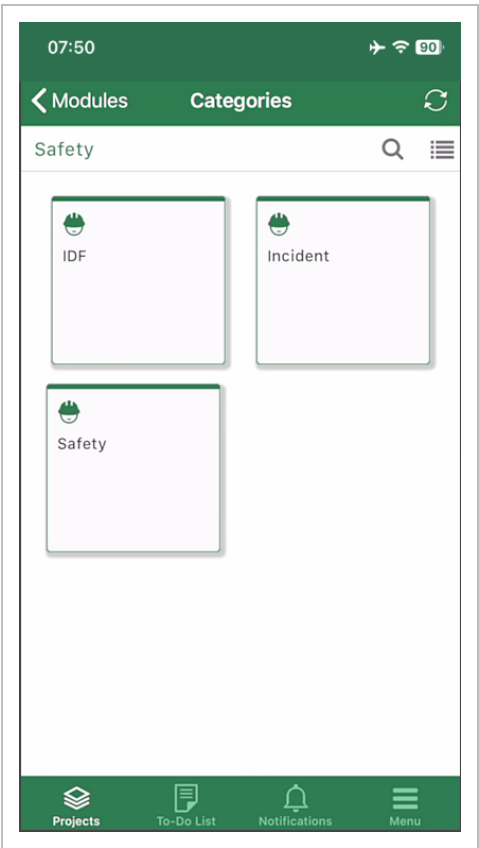 07:50 90
Modules Categories
Safety
IDF Incident
Safety
Projects To-Do List Notifications Menu